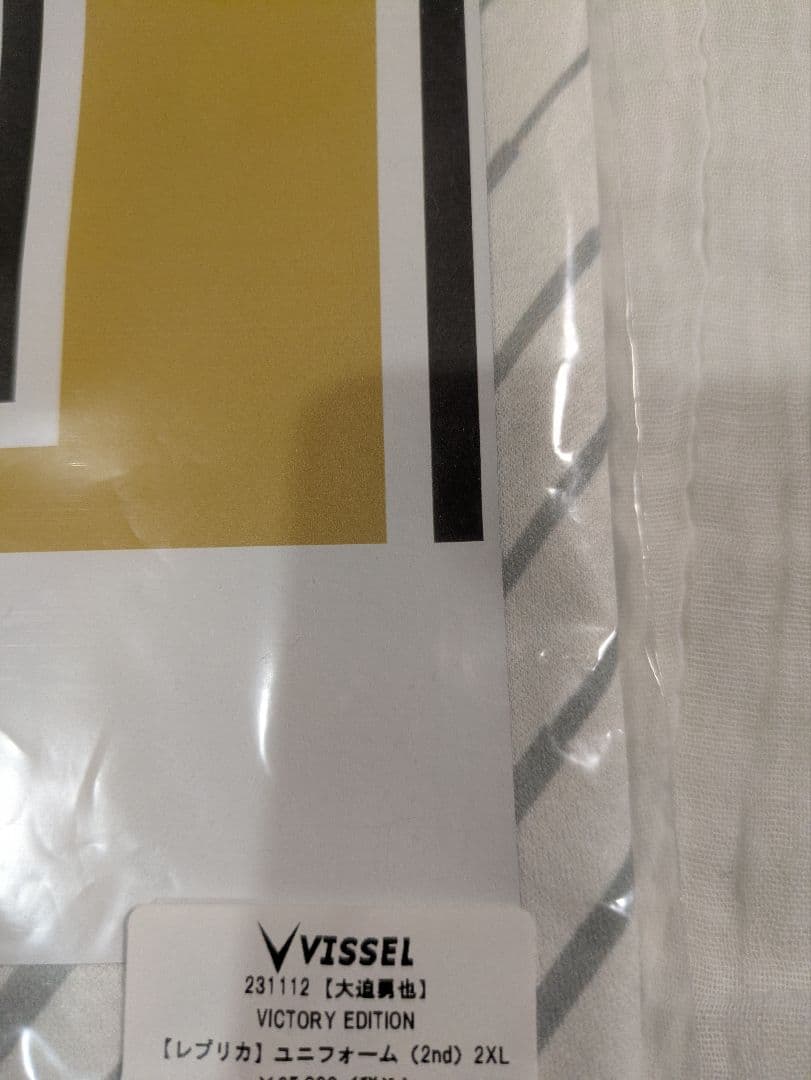 VISSEL
231112【大迫勇也】
VICTORY EDITION
【レプリカ】ユニフォーム（2nd）2XL